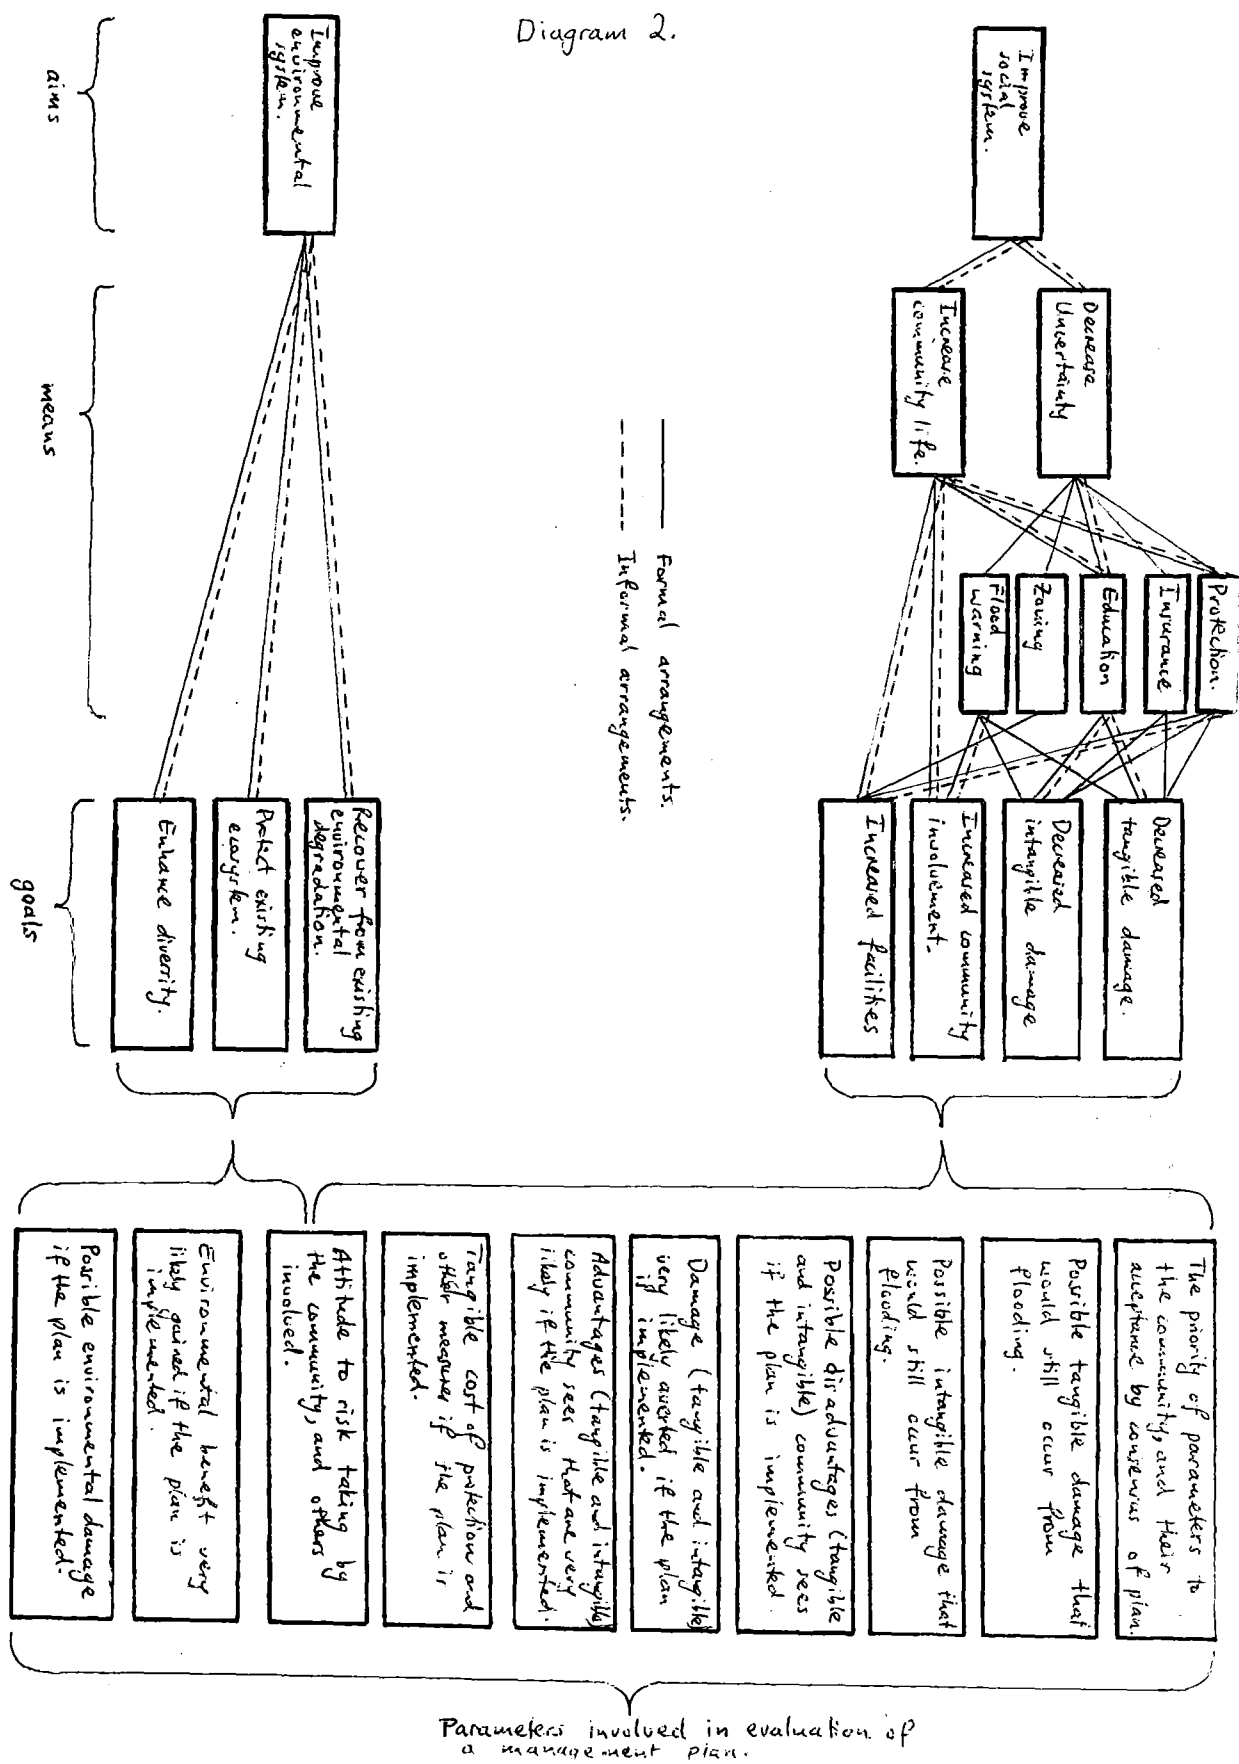 Diagram 2.
Improve
social
system.
Decrease
Uncertainty
Increase
community life.
Protection.
Insurance
Education
Zoning
Flood
warning
Decreased
tangible damage.
Decreased
intangible damage
Increased community
involvement.
Increased facilities
Formal arrangements.
Informal arrangements.
Improve
environmental
system.
Recover from existing
environmental
degradation.
Protect existing
ecosystem.
Enhance diversity.
aims
means
goals
The priority of parameters to
the community, and their
acceptance by consensus of plan.
Possible tangible damage that
would still occur from
flooding.
Possible intangible damage that
would still occur from
flooding.
Possible disadvantages (tangible
and intangible) community sees
if the plan is implemented.
Damage (tangible and intangible)
very likely averted if the plan
is implemented.
Advantages (tangible and intangible)
community sees that are very
likely if the plan is implemented.
Tangible cost of protection and
other measures if the plan is
implemented.
Attitude to risk taking by
the community, and others
involved.
Environmental benefit very
likely gained if the plan is
implemented.
Possible environmental damage
if the plan is implemented.
Parameters involved in evaluation of
a management plan.